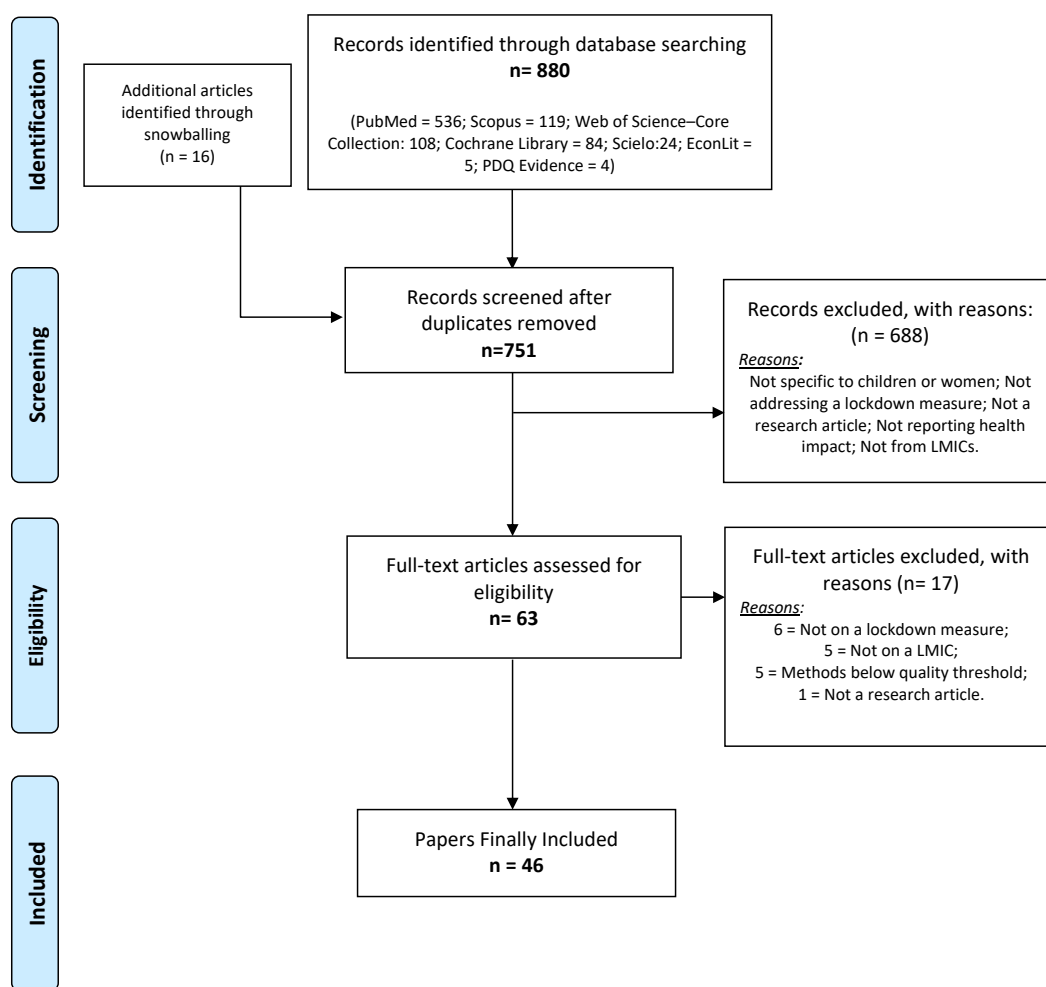 Identification
Records identified through database searching
n= 880
(PubMed = 536; Scopus = 119; Web of Science–Core
Collection: 108; Cochrane Library = 84; Scielo:24; EconLit =
5; PDQ Evidence = 4)
Additional articles
identified through
snowballing
(n = 16)
Screening
Records screened after
duplicates removed
n=751
Records excluded, with reasons:
(n = 688)
Reasons:
Not specific to children or women; Not
addressing a lockdown measure; Not a
research article; Not reporting health
impact; Not from LMICs.
Eligibility
Full-text articles assessed for
eligibility
n= 63
Full-text articles excluded, with
reasons (n= 17)
Reasons:
6 = Not on a lockdown measure;
5 = Not on a LMIC;
5 = Methods below quality threshold;
1 = Not a research article.
Included
Papers Finally Included
n = 46